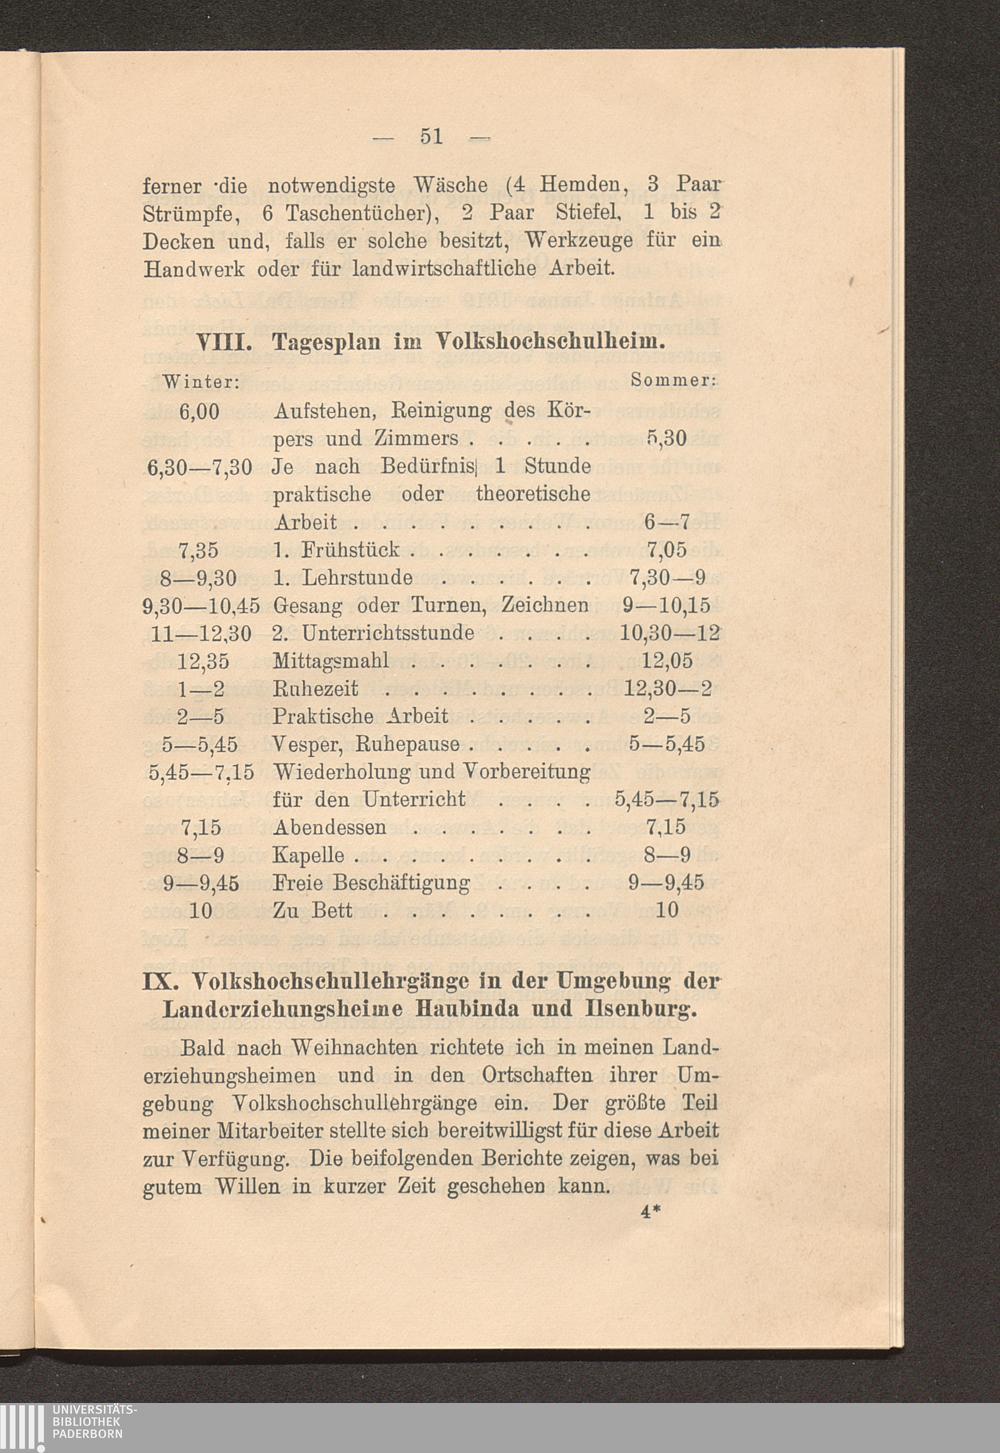 — 51 —
ferner die notwendigste Wäsche (4 Hemden, 3 Paar
Strümpfe, 6 Taschentücher), 2 Paar Stiefel, 1 bis 2
Decken und, falls er solche besitzt, Werkzeuge für ein
Handwerk oder für landwirtschaftliche Arbeit.
VIII. Tagesplan im Volkshochschulheim.
Winter: Sommer:
6,00 Aufstehen, Reinigung des Kör-
pers und Zimmers . . . . . . 5,30
6,30—7,30 Je nach Bedürfnis 1 Stunde
praktische oder theoretische
Arbeit . . . . . . . . . 6—7
7,35 1. Frühstück . . . . . . . 7,05
8—9,30 1. Lehrstunde . . . . . . 7,30—9
9,30—10,45 Gesang oder Turnen, Zeichnen 9—10,15
11—12,30 2. Unterrichtsstunde . . . . 10,30—12
12,35 Mittagsmahl . . . . . . . 12,05
1—2 Ruhezeit . . . . . . . . 12,30—2
2—5 Praktische Arbeit . . . . . 2—5
5—5,45 Vesper, Ruhepause . . . . . 5—5,45
5,45—7,15 Wiederholung und Vorbereitung
für den Unterricht . . . . 5,45—7,15
7,15 Abendessen . . . . . . . 7,15
8—9 Kapelle . . . . . . . . . 8—9
9—9,45 Freie Beschäftigung . . . . 9—9,45
10 Zu Bett . . . . . . . . 10
IX. Volkshochschullehrgänge in der Umgebung der
Landerziehungsheime Haubinda und Ilsenburg.
Bald nach Weihnachten richtete ich in meinen Land-
erziehungsheimen und in den Ortschaften ihrer Um-
gebung Volkshochschullehrgänge ein. Der größte Teil
meiner Mitarbeiter stellte sich bereitwilligst für diese Arbeit
zur Verfügung. Die beifolgenden Berichte zeigen, was bei
gutem Willen in kurzer Zeit geschehen kann.
4*
UNIVERSITÄTS-
BIBLIOTHEK
PADERBORN